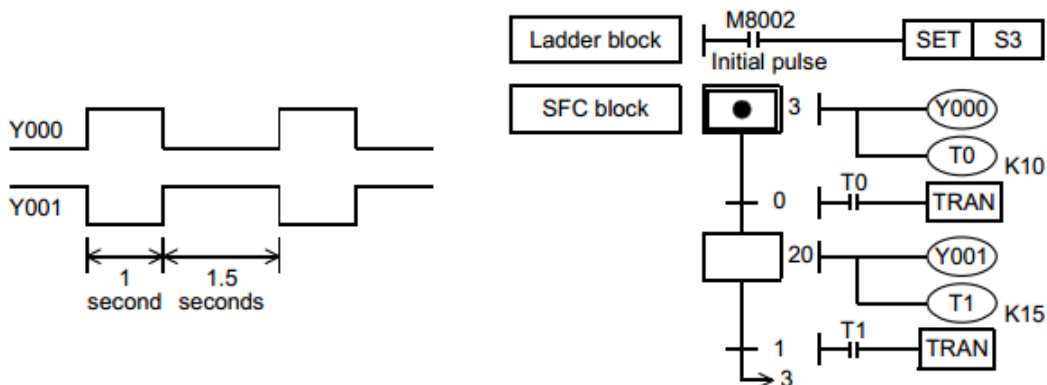 Y000
Y001
1 second
1.5 seconds
Ladder block
M8002
Initial pulse
SET S3
SFC block
3
Y000
T0 K10
0
T0
TRAN
20
Y001
T1 K15
1
T1
TRAN
3